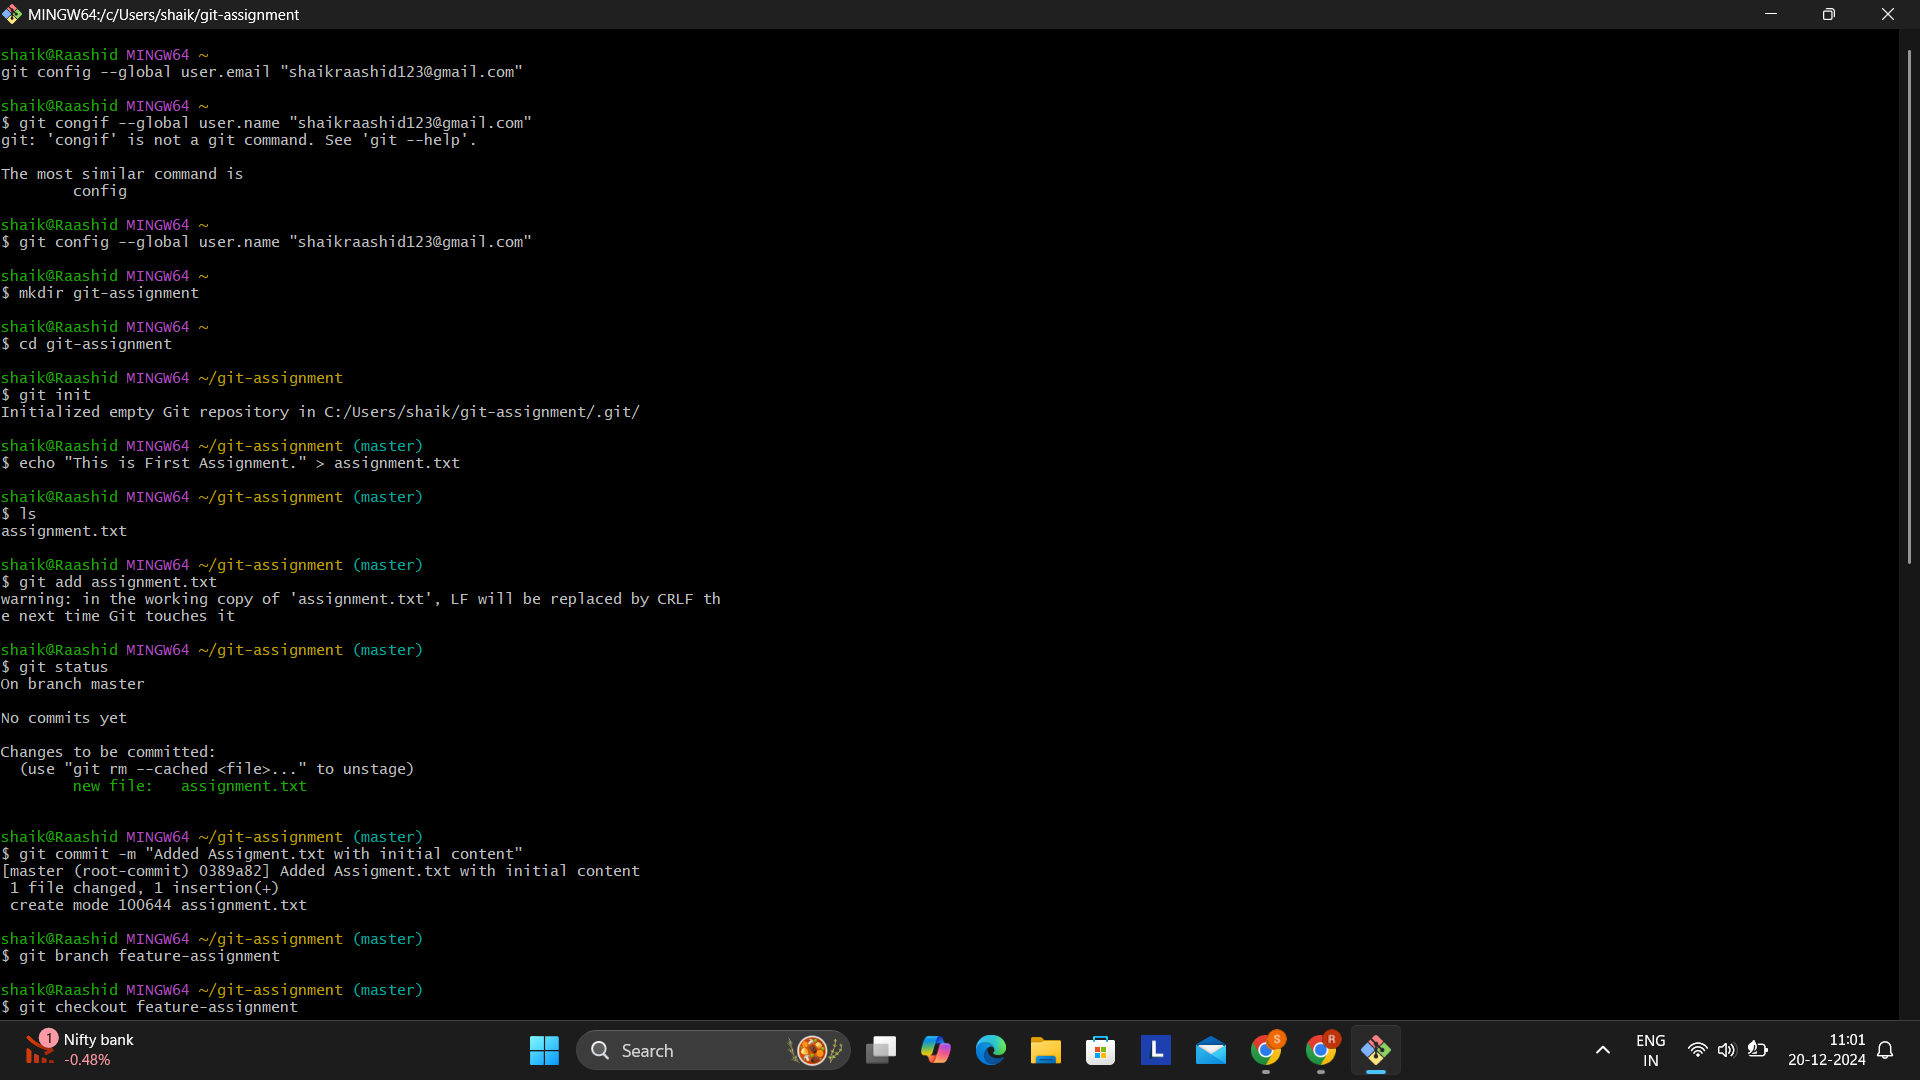 MINGW64:/c/Users/shaik/git-assignment
shaik@Raashid MINGW64 ~
git config --global user.email "shaikraashid123@gmail.com"
shaik@Raashid MINGW64 ~
$ git congif --global user.name "shaikraashid123@gmail.com"
git: 'congif' is not a git command. See 'git --help'.
The most similar command is
config
shaik@Raashid MINGW64 ~
$ git config --global user.name "shaikraashid123@gmail.com"
shaik@Raashid MINGW64 ~
$ mkdir git-assignment
shaik@Raashid MINGW64 ~
$ cd git-assignment
shaik@Raashid MINGW64 ~/git-assignment
$ git init
Initialized empty Git repository in C:/Users/shaik/git-assignment/.git/
shaik@Raashid MINGW64 ~/git-assignment (master)
$ echo "This is First Assignment." > assignment.txt
shaik@Raashid MINGW64 ~/git-assignment (master)
$ ls
assignment.txt
shaik@Raashid MINGW64 ~/git-assignment (master)
$ git add assignment.txt
warning: in the working copy of 'assignment.txt', LF will be replaced by CRLF th
e next time Git touches it
shaik@Raashid MINGW64 ~/git-assignment (master)
$ git status
On branch master
No commits yet
Changes to be committed:
(use "git rm --cached <file>..." to unstage)
new file:   assignment.txt
shaik@Raashid MINGW64 ~/git-assignment (master)
$ git commit -m "Added Assigment.txt with initial content"
[master (root-commit) 0389a82] Added Assigment.txt with initial content
1 file changed, 1 insertion(+)
create mode 100644 assignment.txt
shaik@Raashid MINGW64 ~/git-assignment (master)
$ git branch feature-assignment
shaik@Raashid MINGW64 ~/git-assignment (master)
$ git checkout feature-assignment
1
Nifty bank
-0.48%
Search
L
S
R
ENG
IN
11:01
20-12-2024